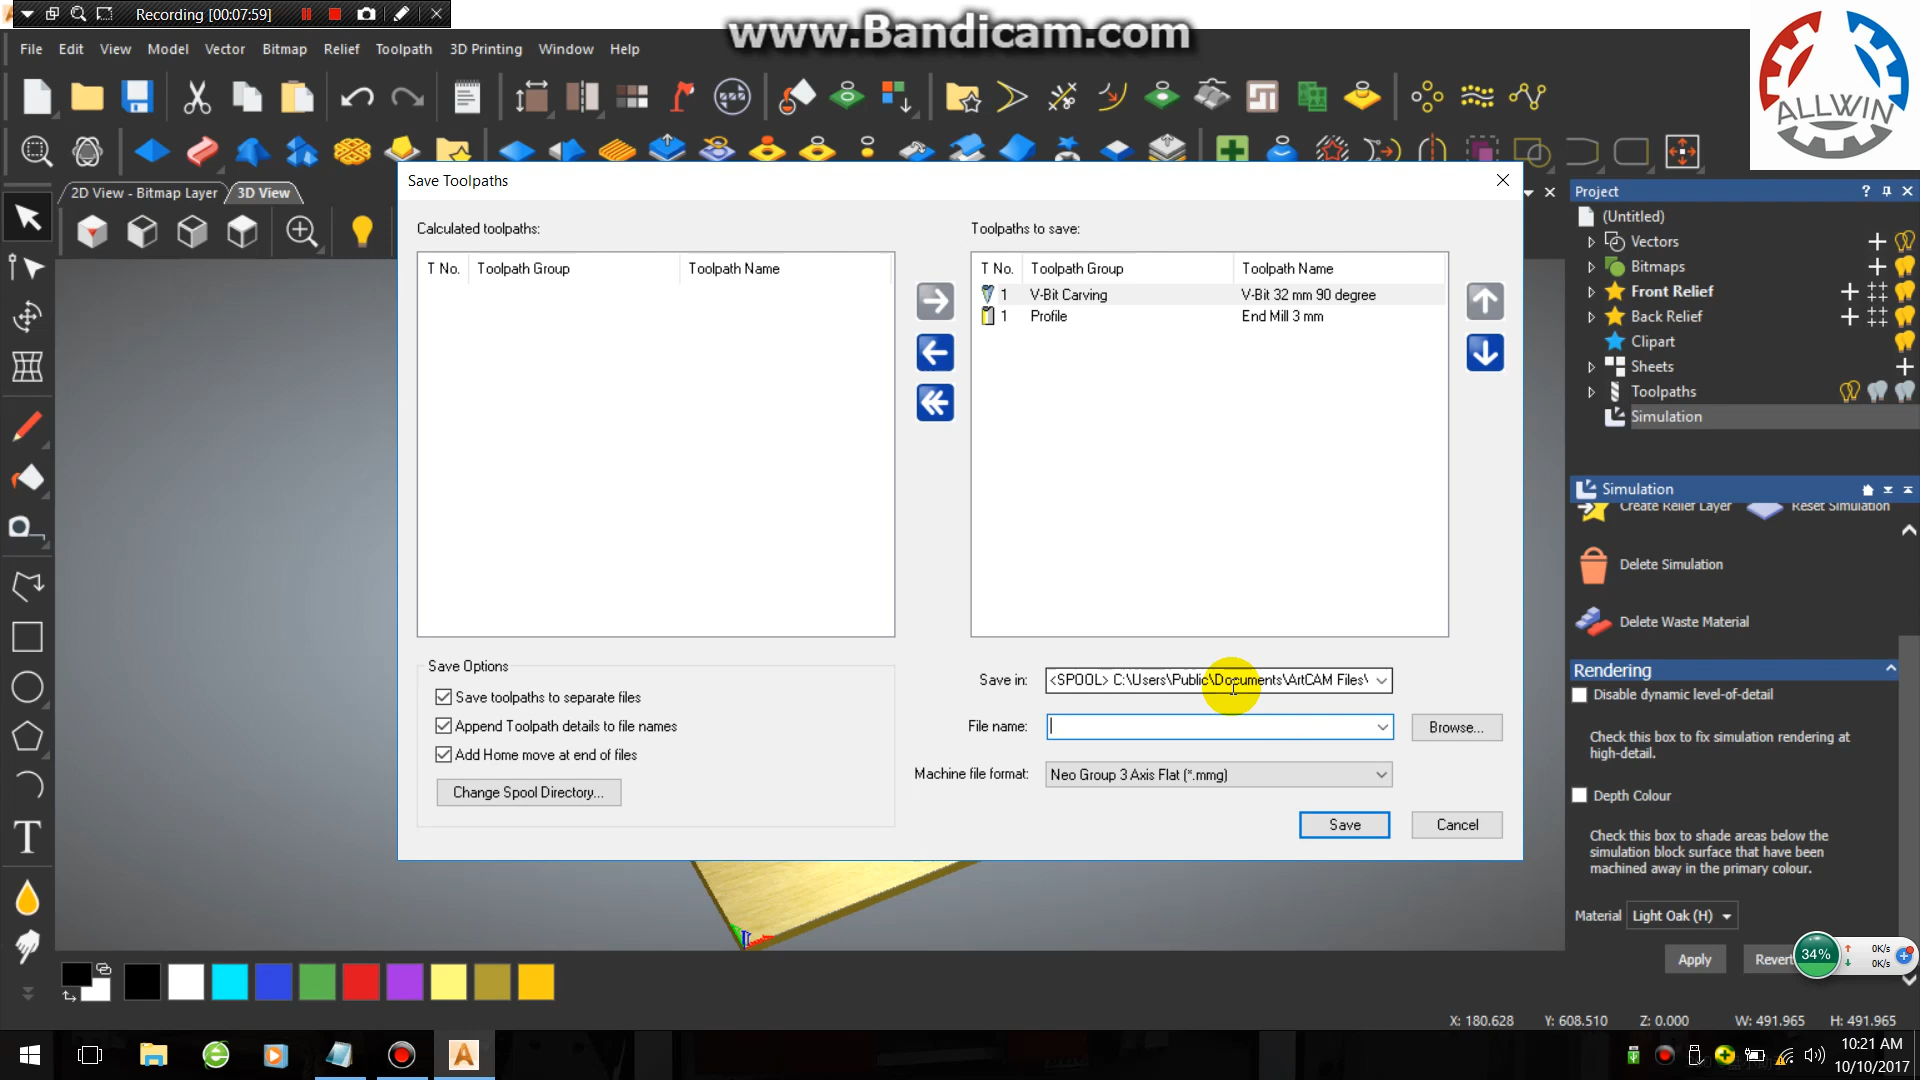 Recording [00:07:59]
www.Bandicam.com
File Edit View Model Vector Bitmap Relief Toolpath 3D Printing Window Help
ALLWIN
2D View - Bitmap Layer 3D View
Save Toolpaths
Calculated toolpaths:
T No. Toolpath Group Toolpath Name
Toolpaths to save:
T No. Toolpath Group Toolpath Name
1 V-Bit Carving V-Bit 32 mm 90 degree
1 Profile End Mill 3 mm
Save Options
Save toolpaths to separate files
Append Toolpath details to file names
Add Home move at end of files
Change Spool Directory...
Save in: <SPOOL> C:\Users\Public\Documents\ArtCAM Files\
File name:
Browse...
Machine file format: Neo Group 3 Axis Flat (*.mmg)
Save Cancel
Project
(Untitled)
Vectors
Bitmaps
Front Relief
Back Relief
Clipart
Sheets
Toolpaths
Simulation
Simulation
Create Relief Layer Reset Simulation
Delete Simulation
Delete Waste Material
Rendering
Disable dynamic level-of-detail
Check this box to fix simulation rendering at
high-detail.
Depth Colour
Check this box to shade areas below the
simulation block surface that have been
machined away in the primary colour.
Material Light Oak (H)
Apply Revert
34%
0K/s
0K/s
X: 180.628 Y: 608.510 Z: 0.000 W: 491.965 H: 491.965
10:21 AM
10/10/2017